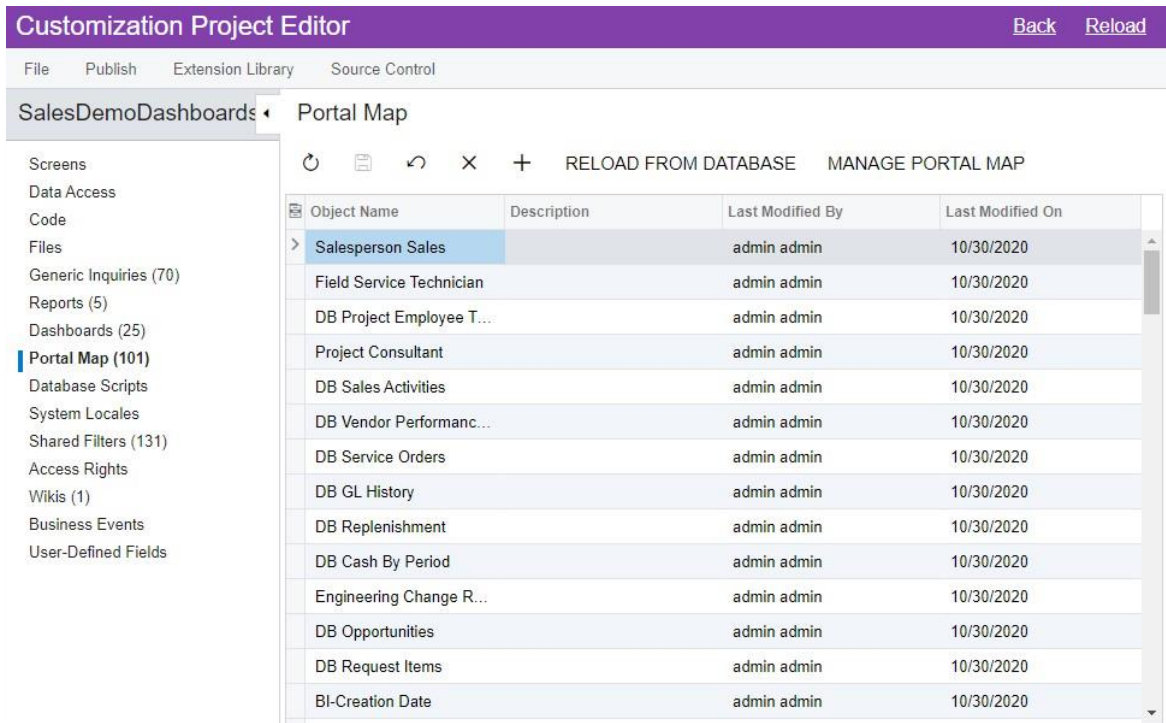 Customization Project Editor Back Reload
File Publish Extension Library Source Control
SalesDemoDashboards Portal Map
Screens
Data Access
Code
Files
Generic Inquiries (70)
Reports (5)
Dashboards (25)
Portal Map (101)
Database Scripts
System Locales
Shared Filters (131)
Access Rights
Wikis (1)
Business Events
User-Defined Fields
RELOAD FROM DATABASE MANAGE PORTAL MAP
Object Name Description Last Modified By Last Modified On
Salesperson Sales admin admin 10/30/2020
Field Service Technician admin admin 10/30/2020
DB Project Employee T... admin admin 10/30/2020
Project Consultant admin admin 10/30/2020
DB Sales Activities admin admin 10/30/2020
DB Vendor Performanc... admin admin 10/30/2020
DB Service Orders admin admin 10/30/2020
DB GL History admin admin 10/30/2020
DB Replenishment admin admin 10/30/2020
DB Cash By Period admin admin 10/30/2020
Engineering Change R... admin admin 10/30/2020
DB Opportunities admin admin 10/30/2020
DB Request Items admin admin 10/30/2020
BI-Creation Date admin admin 10/30/2020